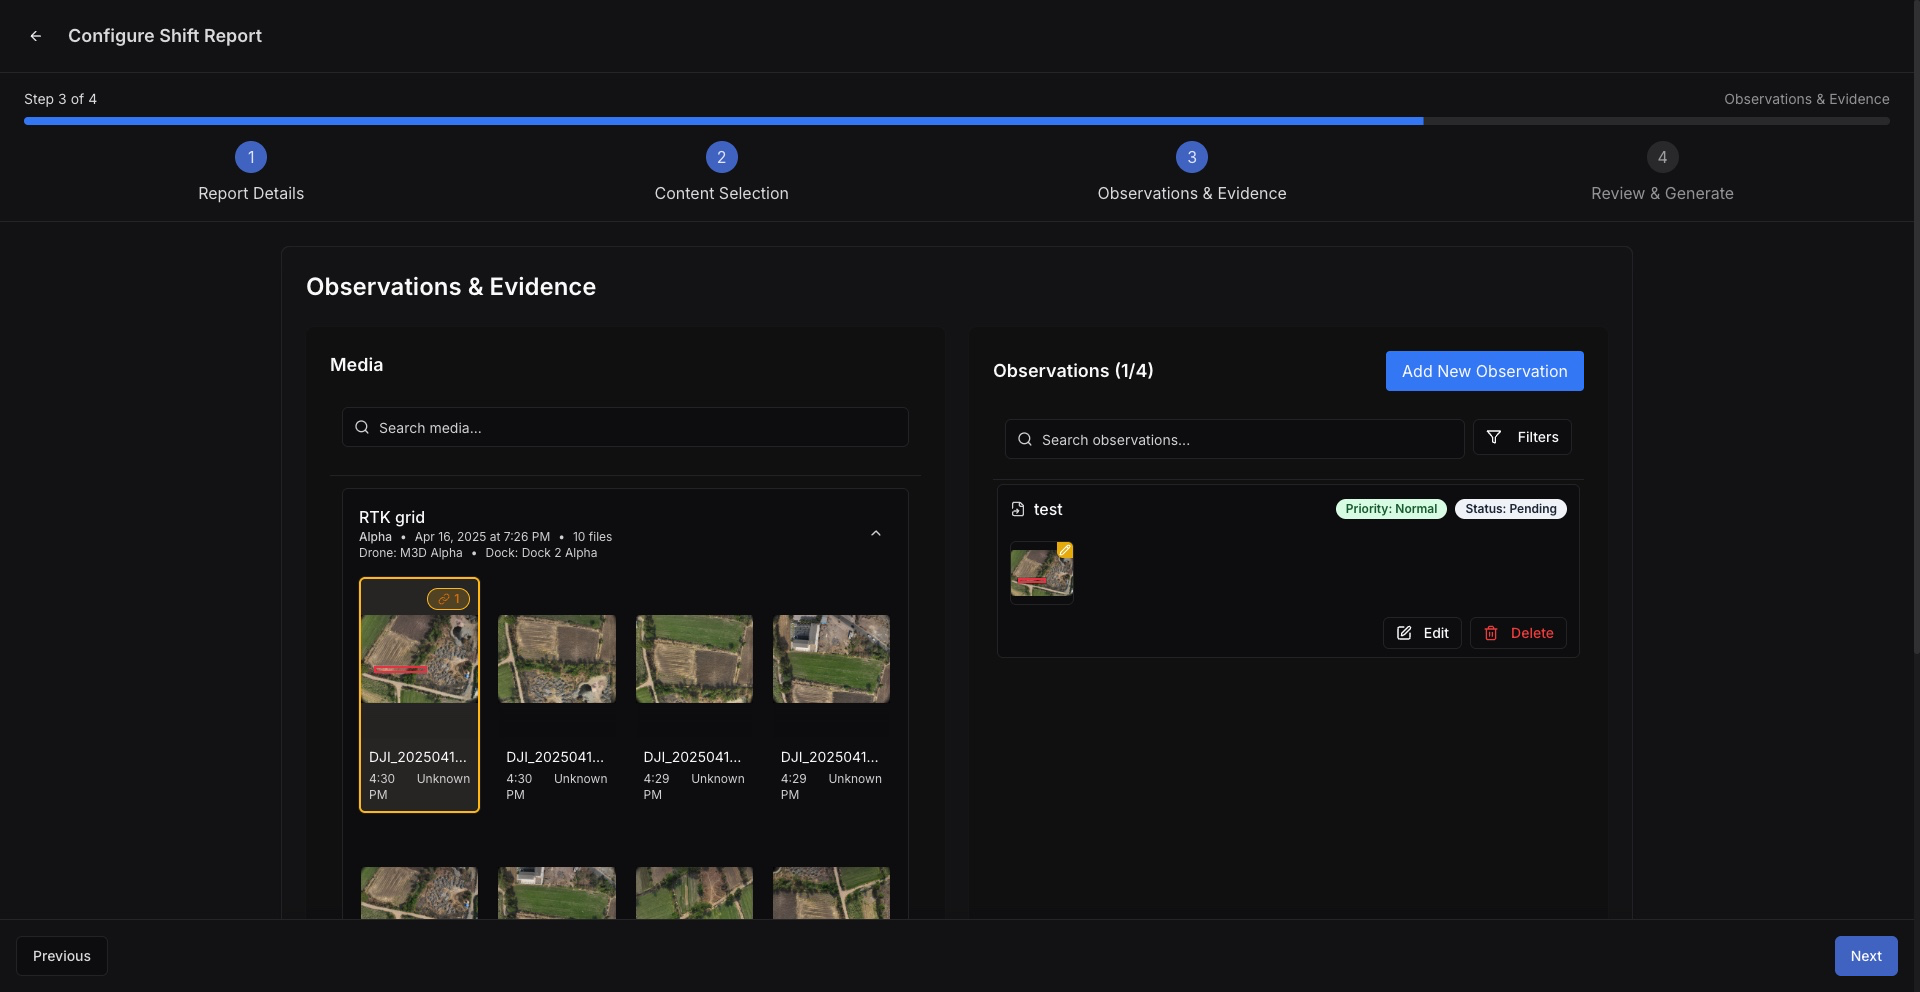 Configure Shift Report
Step 3 of 4
Observations & Evidence
1
Report Details
2
Content Selection
3
Observations & Evidence
4
Review & Generate
Observations & Evidence
Media
Search media...
RTK grid
Alpha • Apr 16, 2025 at 7:26 PM • 10 files
Drone: M3D Alpha • Dock: Dock 2 Alpha
1
DJI_2025041...
4:30 PM
Unknown
DJI_2025041...
4:30 PM
Unknown
DJI_2025041...
4:29 PM
Unknown
DJI_2025041...
4:29 PM
Unknown
Observations (1/4)
Add New Observation
Search observations...
Filters
test
Priority: Normal
Status: Pending
Edit
Delete
Previous
Next